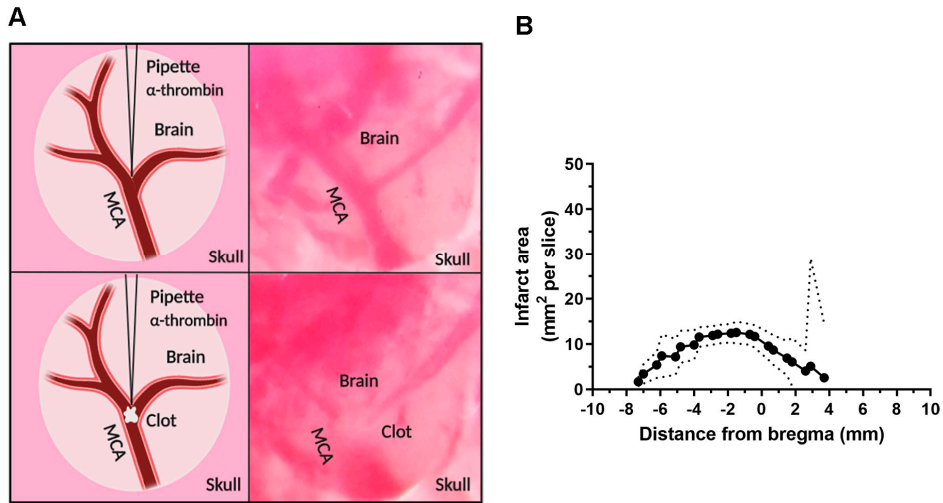 A
Pipette
α-thrombin
Brain
MCA
Skull
Brain
MCA
Skull
Pipette
α-thrombin
Brain
Clot
MCA
Skull
Brain
Clot
MCA
Skull
B
Infarct area
(mm² per slice)
50
40
30
20
10
0
-10 -8 -6 -4 -2 0 2 4 6 8 10
Distance from bregma (mm)